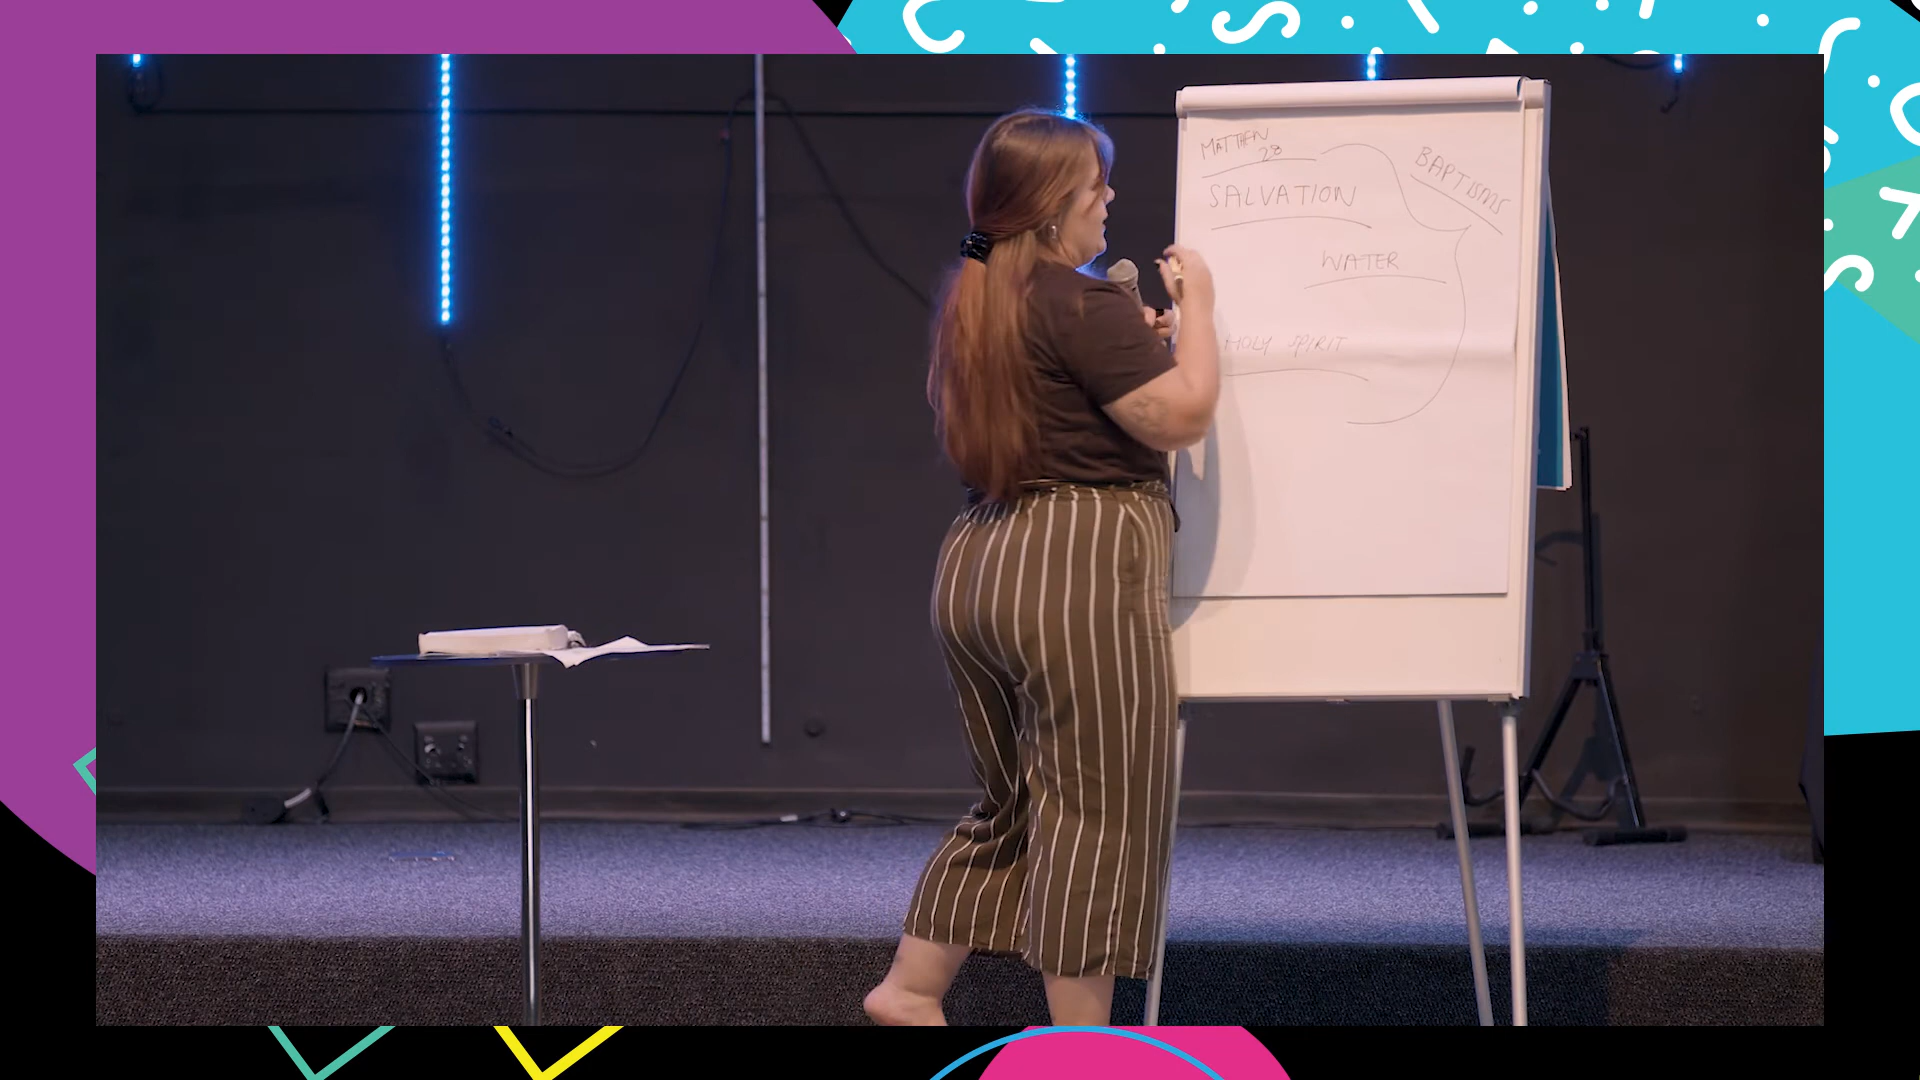 MATTHEW
28
BAPTISMS
SALVATION
WATER
HOLY SPIRIT